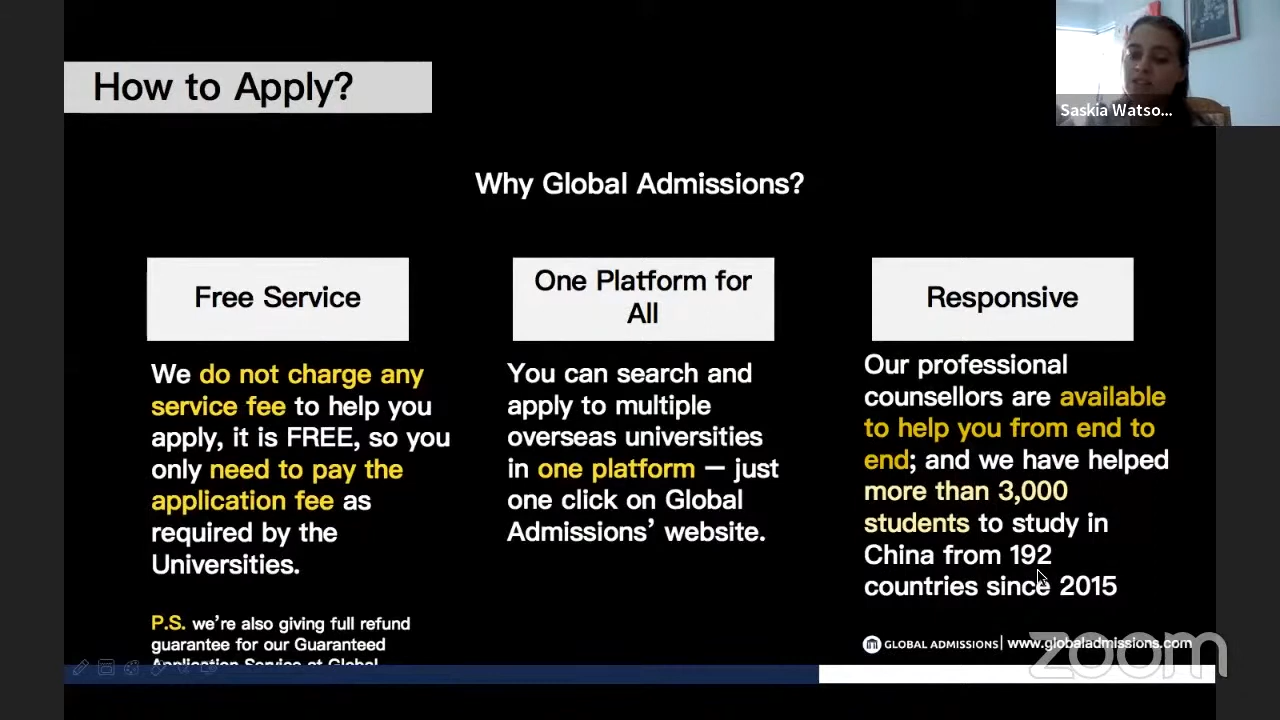 How to Apply?
Saskia Watso...
Why Global Admissions?
Free Service
We do not charge any
service fee to help you
apply, it is FREE, so you
only need to pay the
application fee as
required by the
Universities.
P.S. we're also giving full refund
guarantee for our Guaranteed
Application Service at Global
One Platform for
All
You can search and
apply to multiple
overseas universities
in one platform — just
one click on Global
Admissions' website.
Responsive
Our professional
counsellors are available
to help you from end to
end; and we have helped
more than 3,000
students to study in
China from 192
countries since 2015
GLOBAL ADMISSIONS | www.globaladmissions.com
zoom